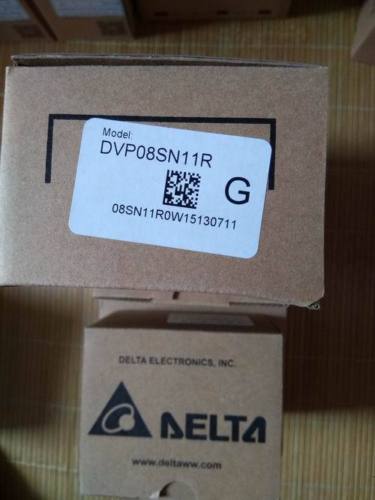 Model:
DVP08SN11R
G
08SN11R0W15130711
DELTA ELECTRONICS, INC.
DELTA
www.deltaww.com